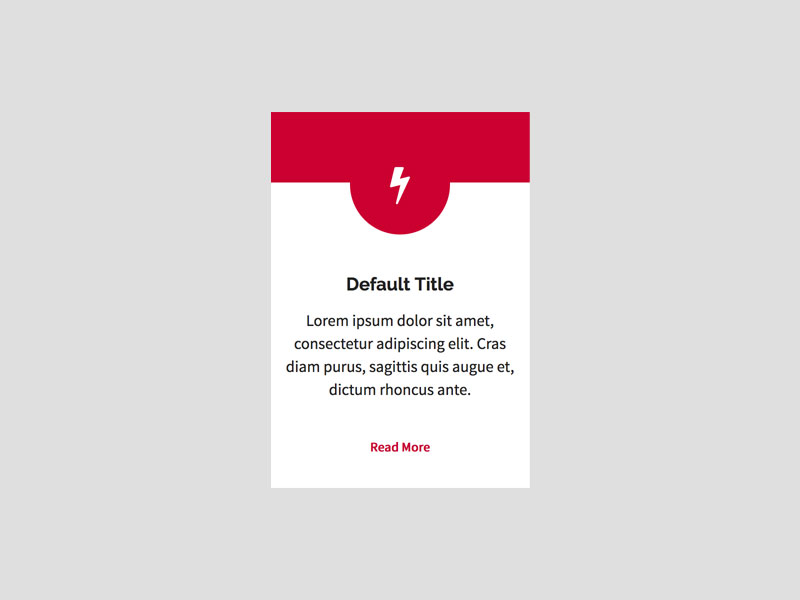 Default Title
Lorem ipsum dolor sit amet,
consectetur adipiscing elit. Cras
diam purus, sagittis quis augue et,
dictum rhoncus ante.
Read More